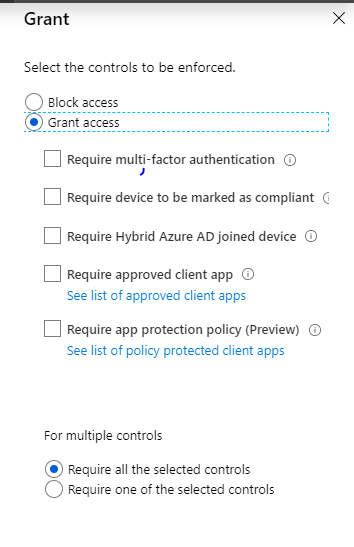 Grant
Select the controls to be enforced.
Block access
Grant access
Require multi-factor authentication
Require device to be marked as compliant
Require Hybrid Azure AD joined device
Require approved client app
See list of approved client apps
Require app protection policy (Preview)
See list of policy protected client apps
For multiple controls
Require all the selected controls
Require one of the selected controls